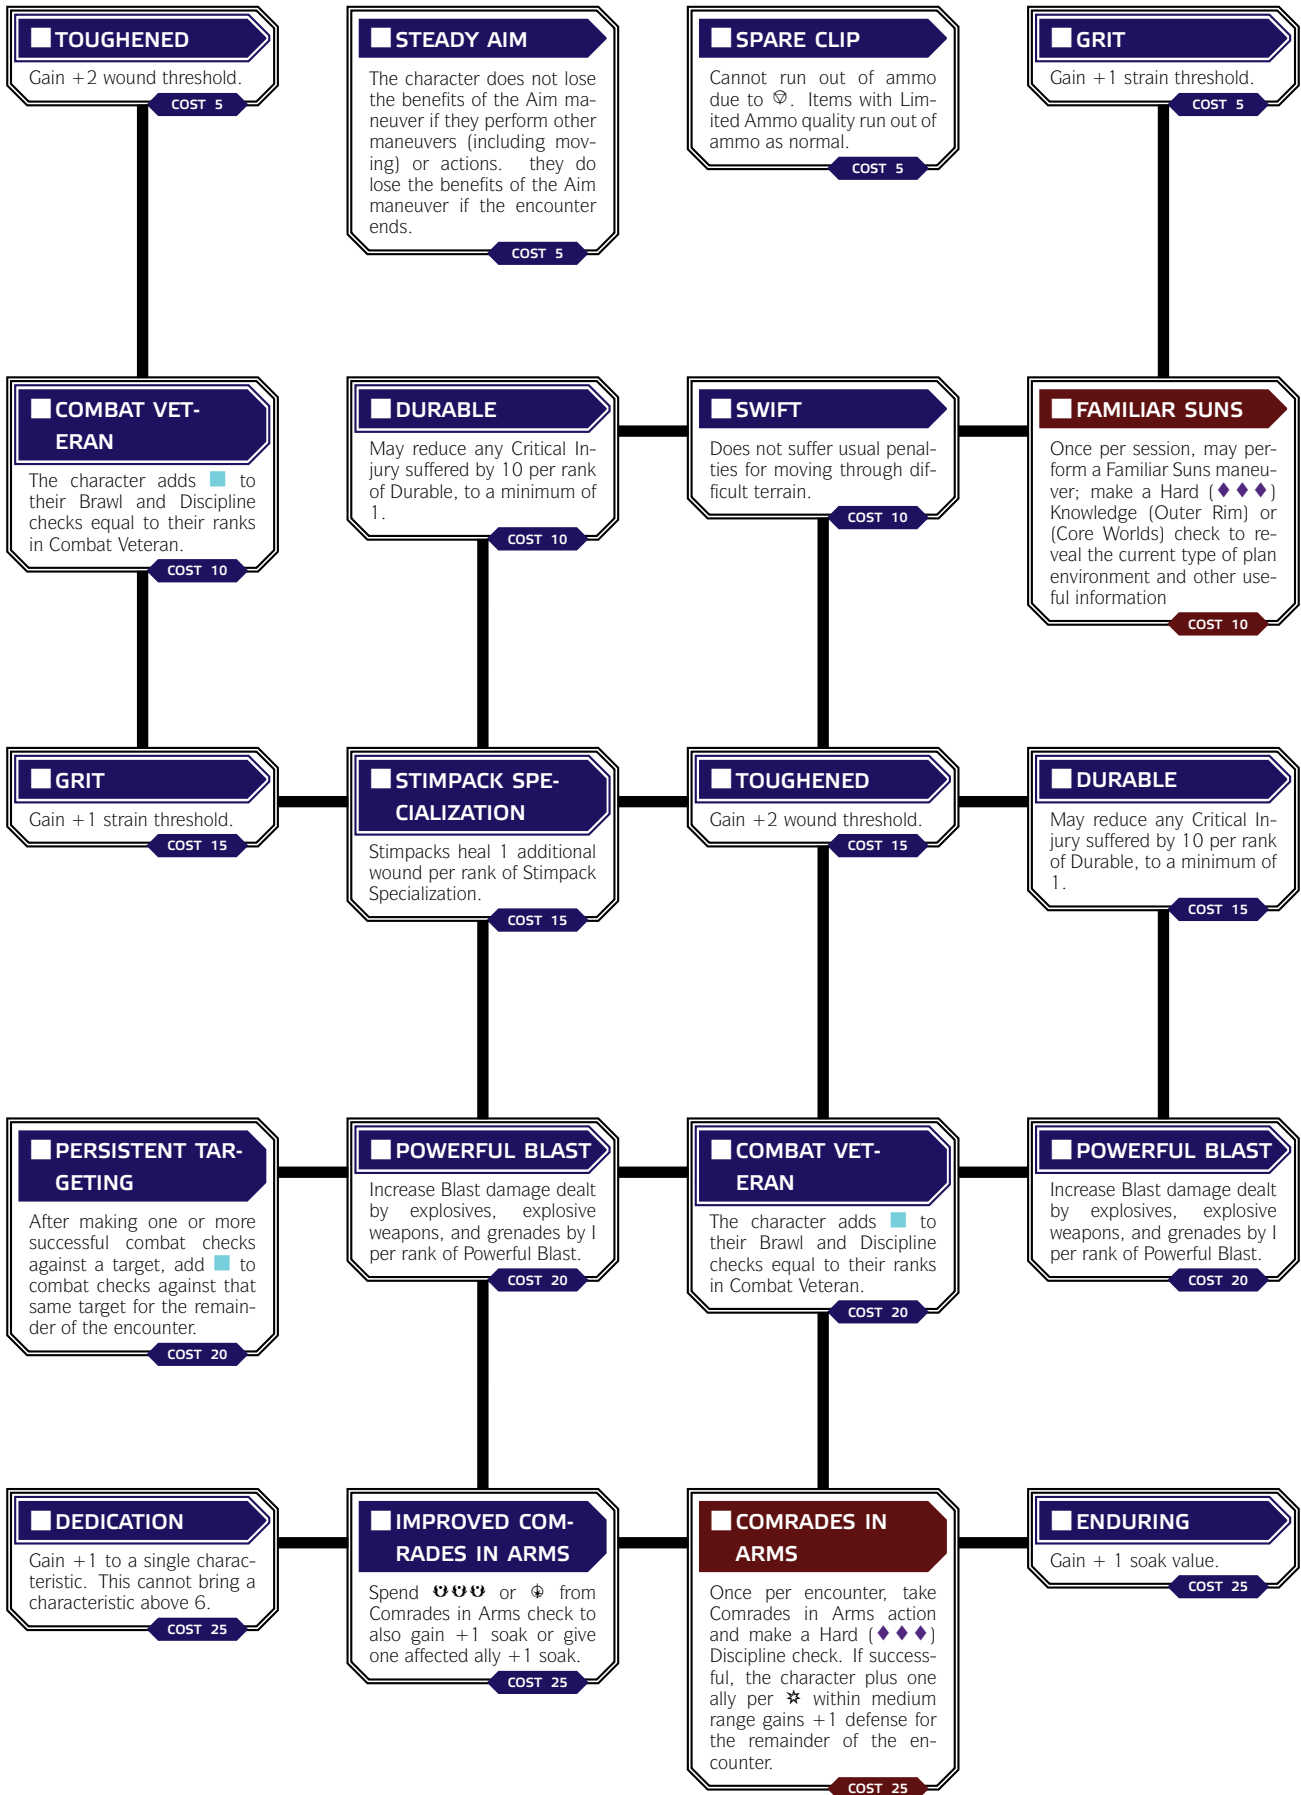 TOUGHENED
Gain +2 wound threshold.
COST 5
STEADY AIM
The character does not lose
the benefits of the Aim ma-
neuver if they perform other
maneuvers (including mov-
ing) or actions. they do
lose the benefits of the Aim
maneuver if the encounter
ends.
COST 5
SPARE CLIP
Cannot run out of ammo
due to . Items with Lim-
ited Ammo quality run out of
ammo as normal.
COST 5
GRIT
Gain +1 strain threshold.
COST 5
COMBAT VET-
ERAN
The character adds to
their Brawl and Discipline
checks equal to their ranks
in Combat Veteran.
COST 10
DURABLE
May reduce any Critical In-
jury suffered by 10 per rank
of Durable, to a minimum of
1.
COST 10
SWIFT
Does not suffer usual penal-
ties for moving through dif-
ficult terrain.
COST 10
FAMILIAR SUNS
Once per session, may per-
form a Familiar Suns maneu-
ver; make a Hard (♦♦♦)
Knowledge (Outer Rim) or
(Core Worlds) check to re-
veal the current type of plan
environment and other use-
ful information
COST 10
GRIT
Gain +1 strain threshold.
COST 15
STIMPACK SPE-
CIALIZATION
Stimpacks heal 1 additional
wound per rank of Stimpack
Specialization.
COST 15
TOUGHENED
Gain +2 wound threshold.
COST 15
DURABLE
May reduce any Critical In-
jury suffered by 10 per rank
of Durable, to a minimum of
1.
COST 15
PERSISTENT TAR-
GETING
After making one or more
successful combat checks
against a target, add to
combat checks against that
same target for the remain-
der of the encounter.
COST 20
POWERFUL BLAST
Increase Blast damage dealt
by explosives, explosive
weapons, and grenades by I
per rank of Powerful Blast.
COST 20
COMBAT VET-
ERAN
The character adds to
their Brawl and Discipline
checks equal to their ranks
in Combat Veteran.
COST 20
POWERFUL BLAST
Increase Blast damage dealt
by explosives, explosive
weapons, and grenades by I
per rank of Powerful Blast.
COST 20
DEDICATION
Gain +1 to a single charac-
teristic. This cannot bring a
characteristic above 6.
COST 25
IMPROVED COM-
RADES IN ARMS
Spend or from
Comrades in Arms check to
also gain +1 soak or give
one affected ally +1 soak.
COST 25
COMRADES IN
ARMS
Once per encounter, take
Comrades in Arms action
and make a Hard (♦♦♦)
Discipline check. If success-
ful, the character plus one
ally per within medium
range gains +1 defense for
the remainder of the en-
counter.
COST 25
ENDURING
Gain + 1 soak value.
COST 25